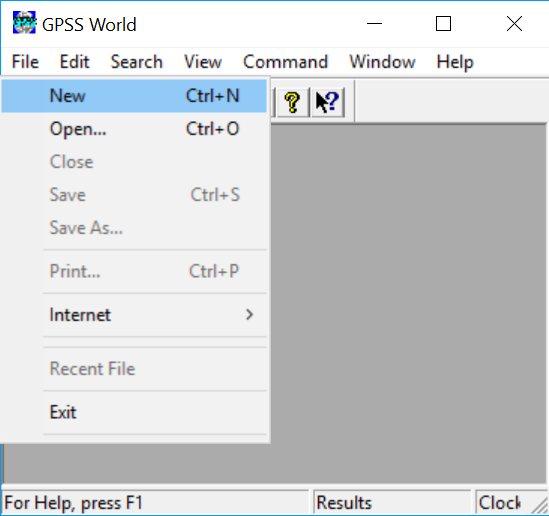 GPSS World
File Edit Search View Command Window Help
New Ctrl+N
Open... Ctrl+O
Close
Save Ctrl+S
Save As...
Print... Ctrl+P
Internet
Recent File
Exit
For Help, press F1 Results Clock